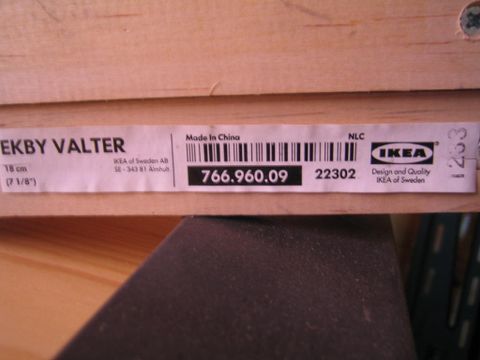 EKBY VALTER
18 cm
(7 1/8")
IKEA of Sweden AB
SE - 343 81 Älmhult
Made in China
NLC
766.960.09
22302
IKEA
Design and Quality
IKEA of Sweden
233